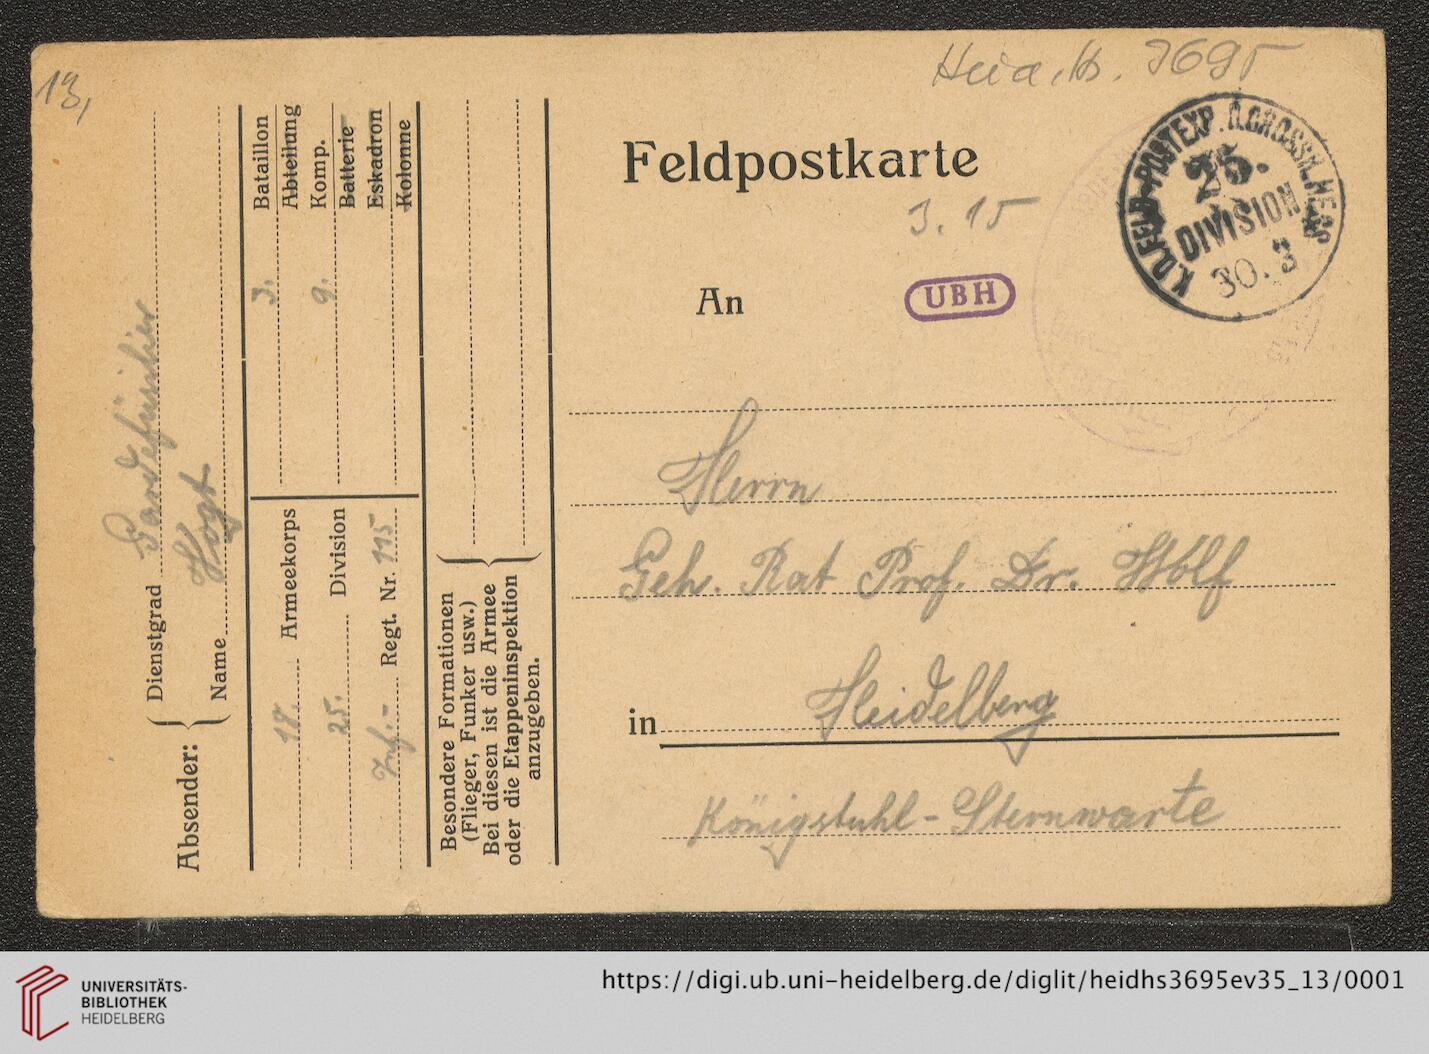 13,
Heid. Hs. 3695
Feldpostkarte
3. 15
K.D. FELD-POSTEXP. D. GROSSH. HESS.
25.
DIVISION
30. 3
An
UBH
Herrn
Geh. Rat Prof. Dr. Wolf
in Heidelberg
Königstuhl-Sternwarte
Absender:
Dienstgrad Gardefüsilier
Name Vogt
3. Bataillon
Abteilung
9. Komp.
Batterie
Eskadron
Kolonne
18. Armeekorps
25. Division
Inf.- Regt. Nr. 115
Besondere Formationen
(Flieger, Funker usw.)
Bei diesen ist die Armee
oder die Etappeninspektion
anzugeben.
UNIVERSITÄTS-
BIBLIOTHEK
HEIDELBERG
https://digi.ub.uni-heidelberg.de/diglit/heidhs3695ev35_13/0001